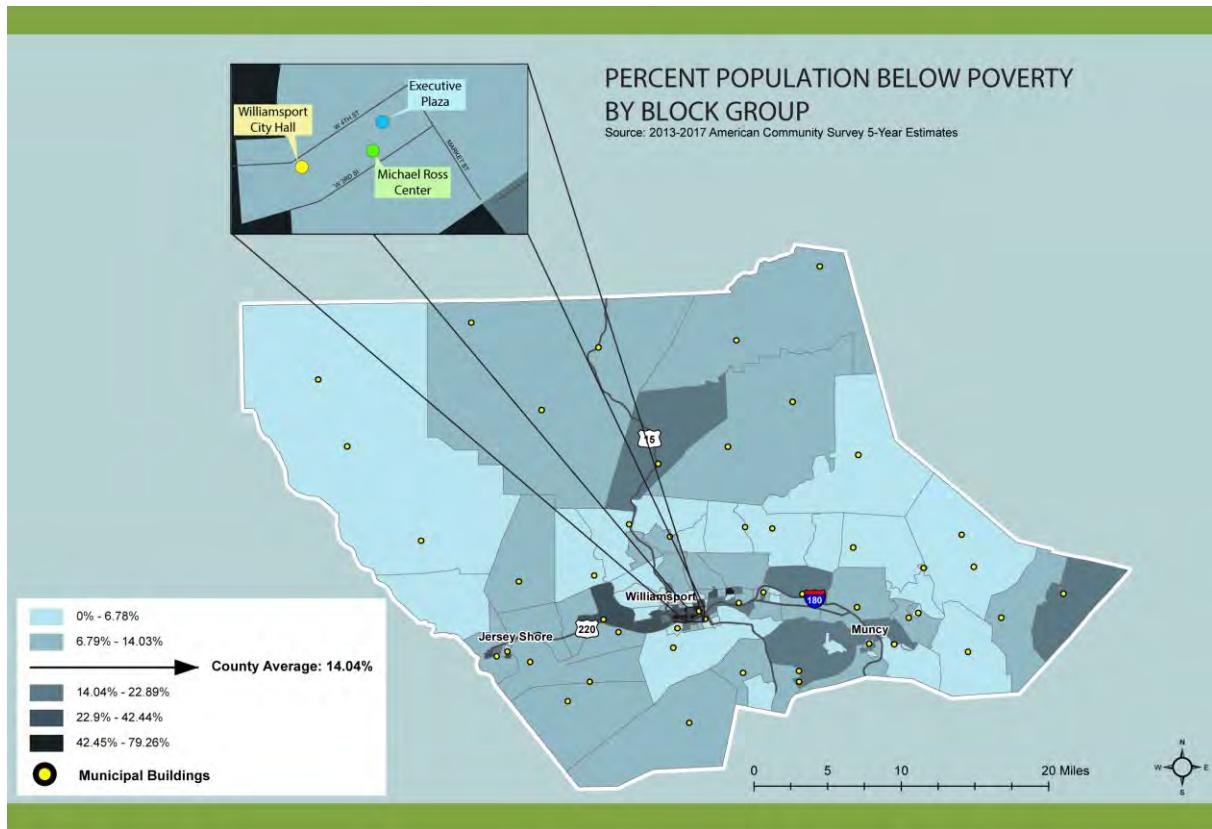 PERCENT POPULATION BELOW POVERTY
BY BLOCK GROUP
Source: 2013-2017 American Community Survey 5-Year Estimates
Executive
Plaza
Williamsport
City Hall
W 4TH ST
MARKET ST
W 3RD St
Michael Ross
Center
15
Williamsport
180
220
Jersey Shore
Muncy
0% - 6.78%
6.79% - 14.03%
County Average: 14.04%
14.04% - 22.89%
22.9% - 42.44%
42.45% - 79.26%
Municipal Buildings
0 5 10 20 Miles
N
W E
S